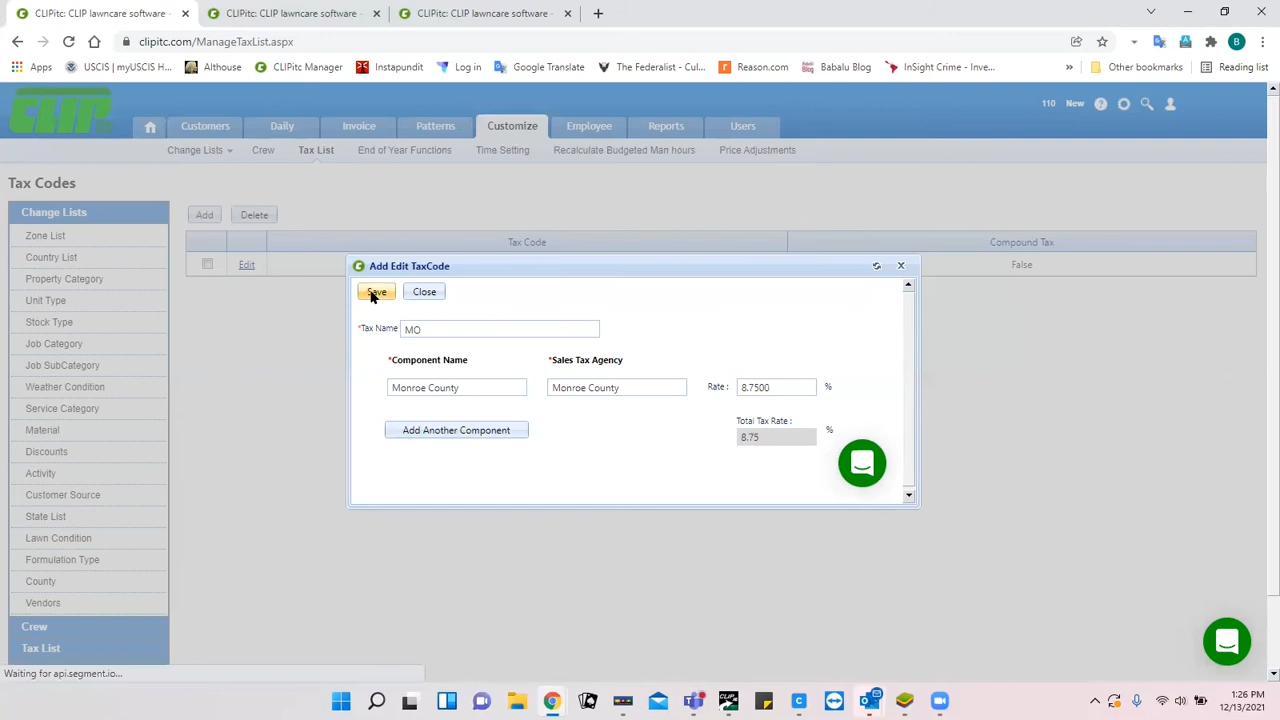 CLIPitc: CLIP lawncare software -
CLIPitc: CLIP lawncare software -
CLIPitc: CLIP lawncare software -
clipitc.com/ManageTaxList.aspx
B
Apps
USCIS | myUSCIS H...
Althouse
CLIPitc Manager
Instapundit
Log in
Google Translate
The Federalist - Cul...
Reason.com
Babalu Blog
InSight Crime - Inve...
»
Other bookmarks
Reading list
CLIP
110 New
Customers Daily Invoice Patterns Customize Employee Reports Users
Change Lists Crew Tax List End of Year Functions Time Setting Recalculate Budgeted Man hours Price Adjustments
Tax Codes
Change Lists
Zone List
Country List
Property Category
Unit Type
Stock Type
Job Category
Job SubCategory
Weather Condition
Service Category
Material
Discounts
Activity
Customer Source
State List
Lawn Condition
Formulation Type
County
Vendors
Crew
Tax List
Add Delete
Tax Code Compound Tax
Edit False
Add Edit TaxCode
Save Close
*Tax Name MO
*Component Name *Sales Tax Agency
Monroe County Monroe County Rate : 8.7500 %
Add Another Component
Total Tax Rate :
8.75 %
Waiting for api.segment.io...
1:26 PM
12/13/2021